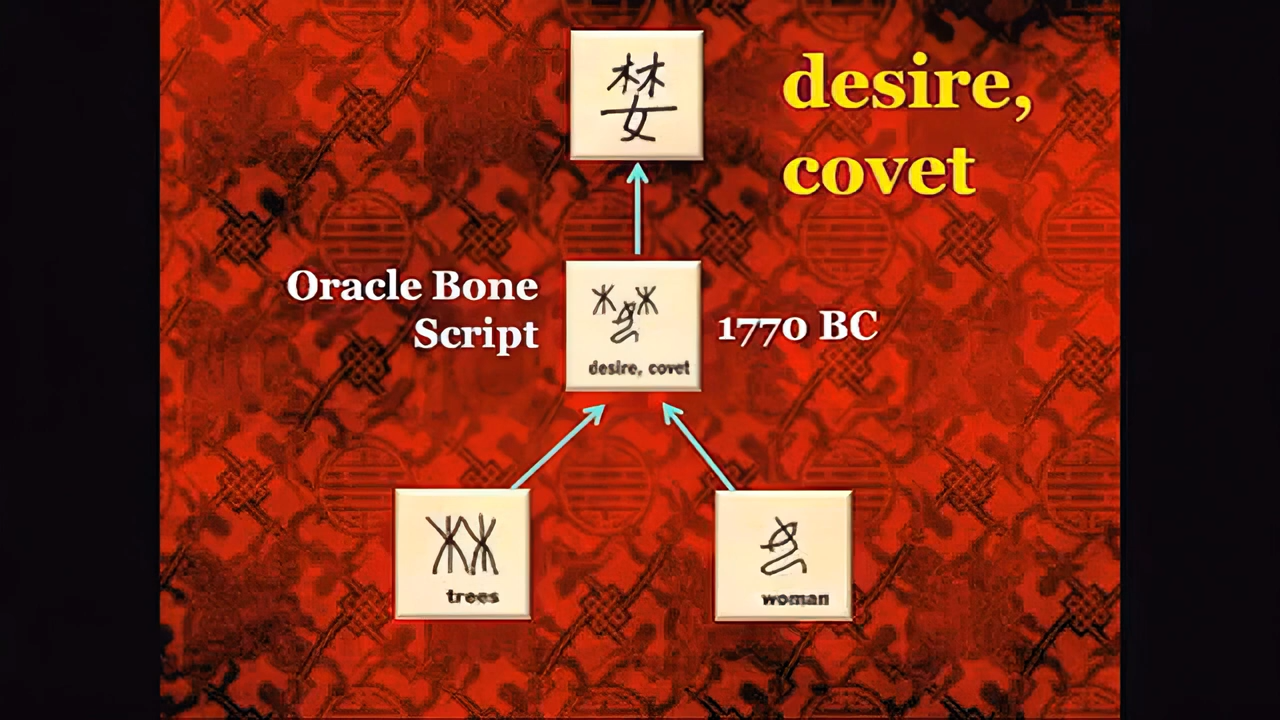 婪
desire,
covet
Oracle Bone
Script
1770 BC
desire, covet
trees
woman